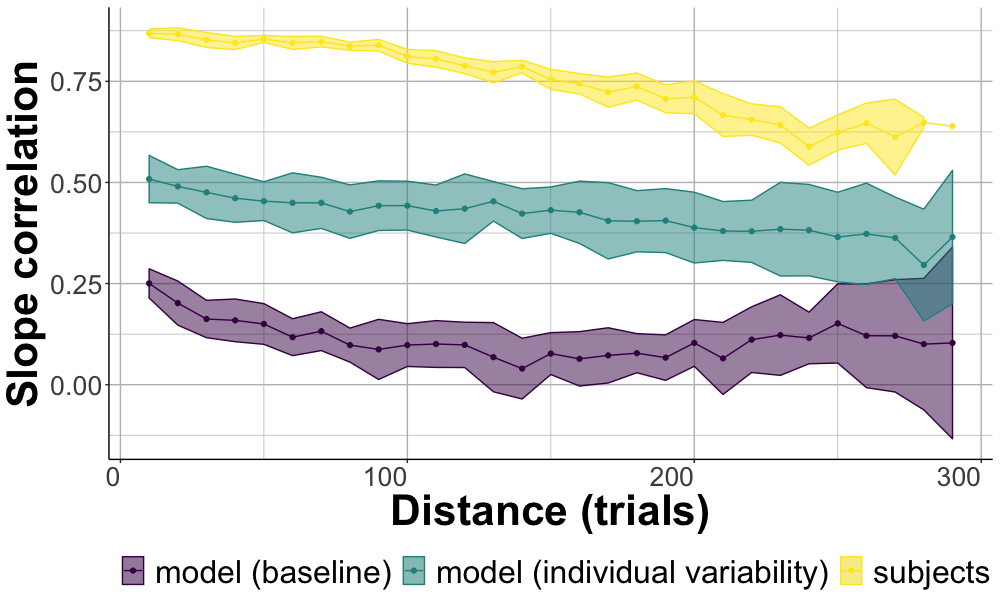 Slope correlation
0.75
0.50
0.25
0.00
0
100
200
300
Distance (trials)
model (baseline) model (individual variability) subjects